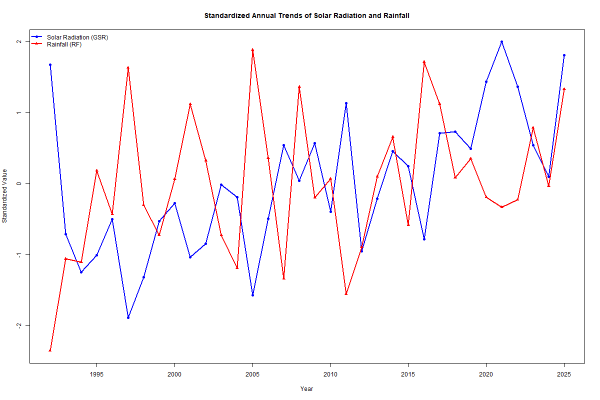 Standardized Annual Trends of Solar Radiation and Rainfall
Solar Radiation (GSR)
Rainfall (RF)
Standardized Value
2
1
0
-1
-2
1995 2000 2005 2010 2015 2020 2025
Year